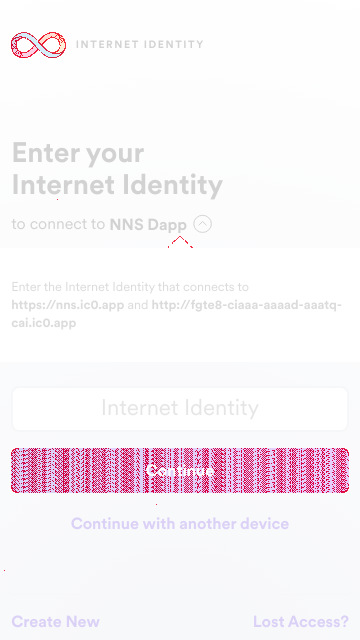 INTERNET IDENTITY
Enter your
Internet Identity
to connect to NNS Dapp
Enter the Internet Identity that connects to
https://nns.ic0.app and http://fgte8-ciaaa-aaaad-aaatq-
cai.ic0.app
Internet Identity
Continue
Continue with another device
Create New
Lost Access?